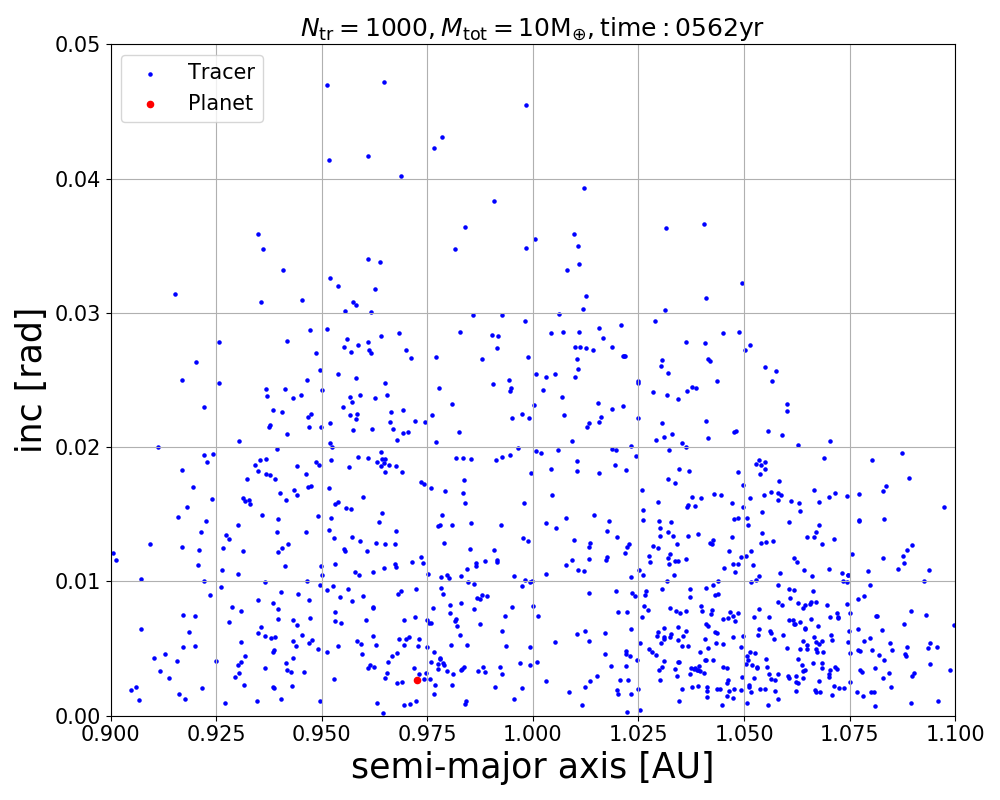 N_tr = 1000, M_tot = 10M_⊕, time : 0562yr
0.05
Tracer
Planet
0.04
0.03
0.02
0.01
0.00
inc [rad]
0.900 0.925 0.950 0.975 1.000 1.025 1.050 1.075 1.100
semi-major axis [AU]